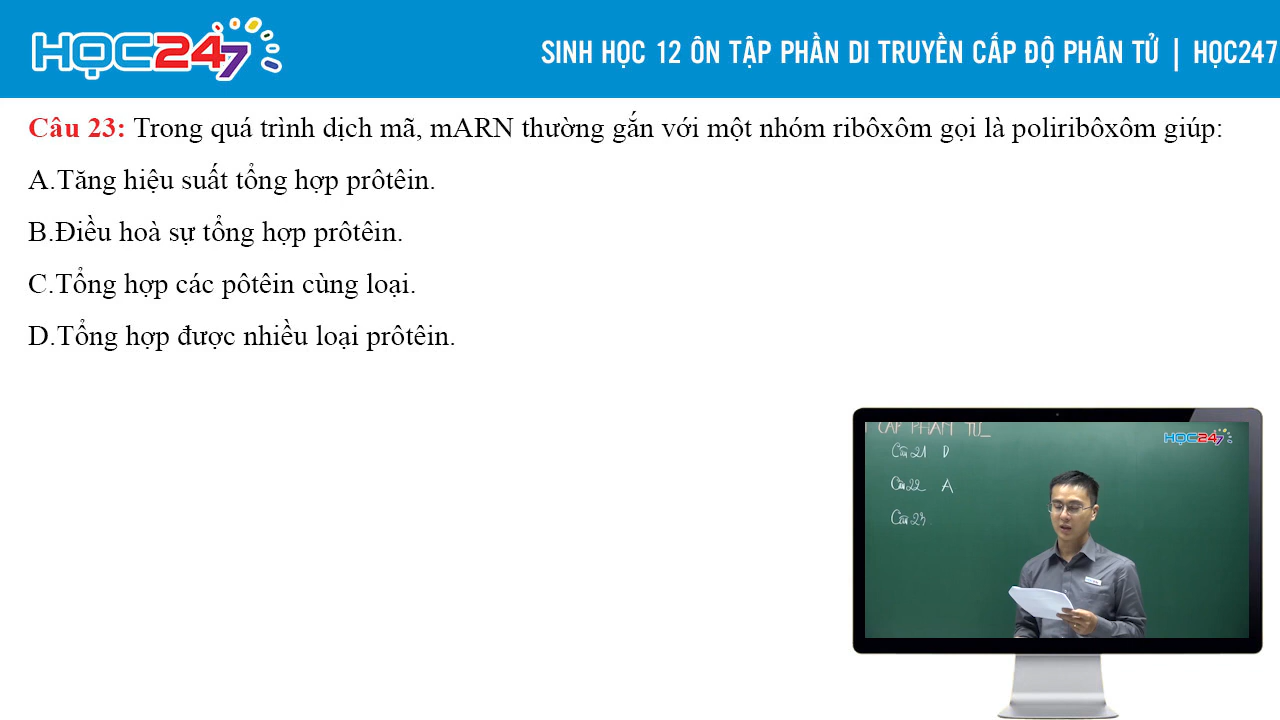 HỌC247
SINH HỌC 12 ÔN TẬP PHẦN DI TRUYỀN CẤP ĐỘ PHÂN TỬ | HỌC247
Câu 23: Trong quá trình dịch mã, mARN thường gắn với một nhóm ribôxôm gọi là poliribôxôm giúp:
A.Tăng hiệu suất tổng hợp prôtêin.
B.Điều hoà sự tổng hợp prôtêin.
C.Tổng hợp các pôtêin cùng loại.
D.Tổng hợp được nhiều loại prôtêin.
CẤP PHÂN TỬ
HỌC247
Câu 21 D
Câu 22 A
Câu 23